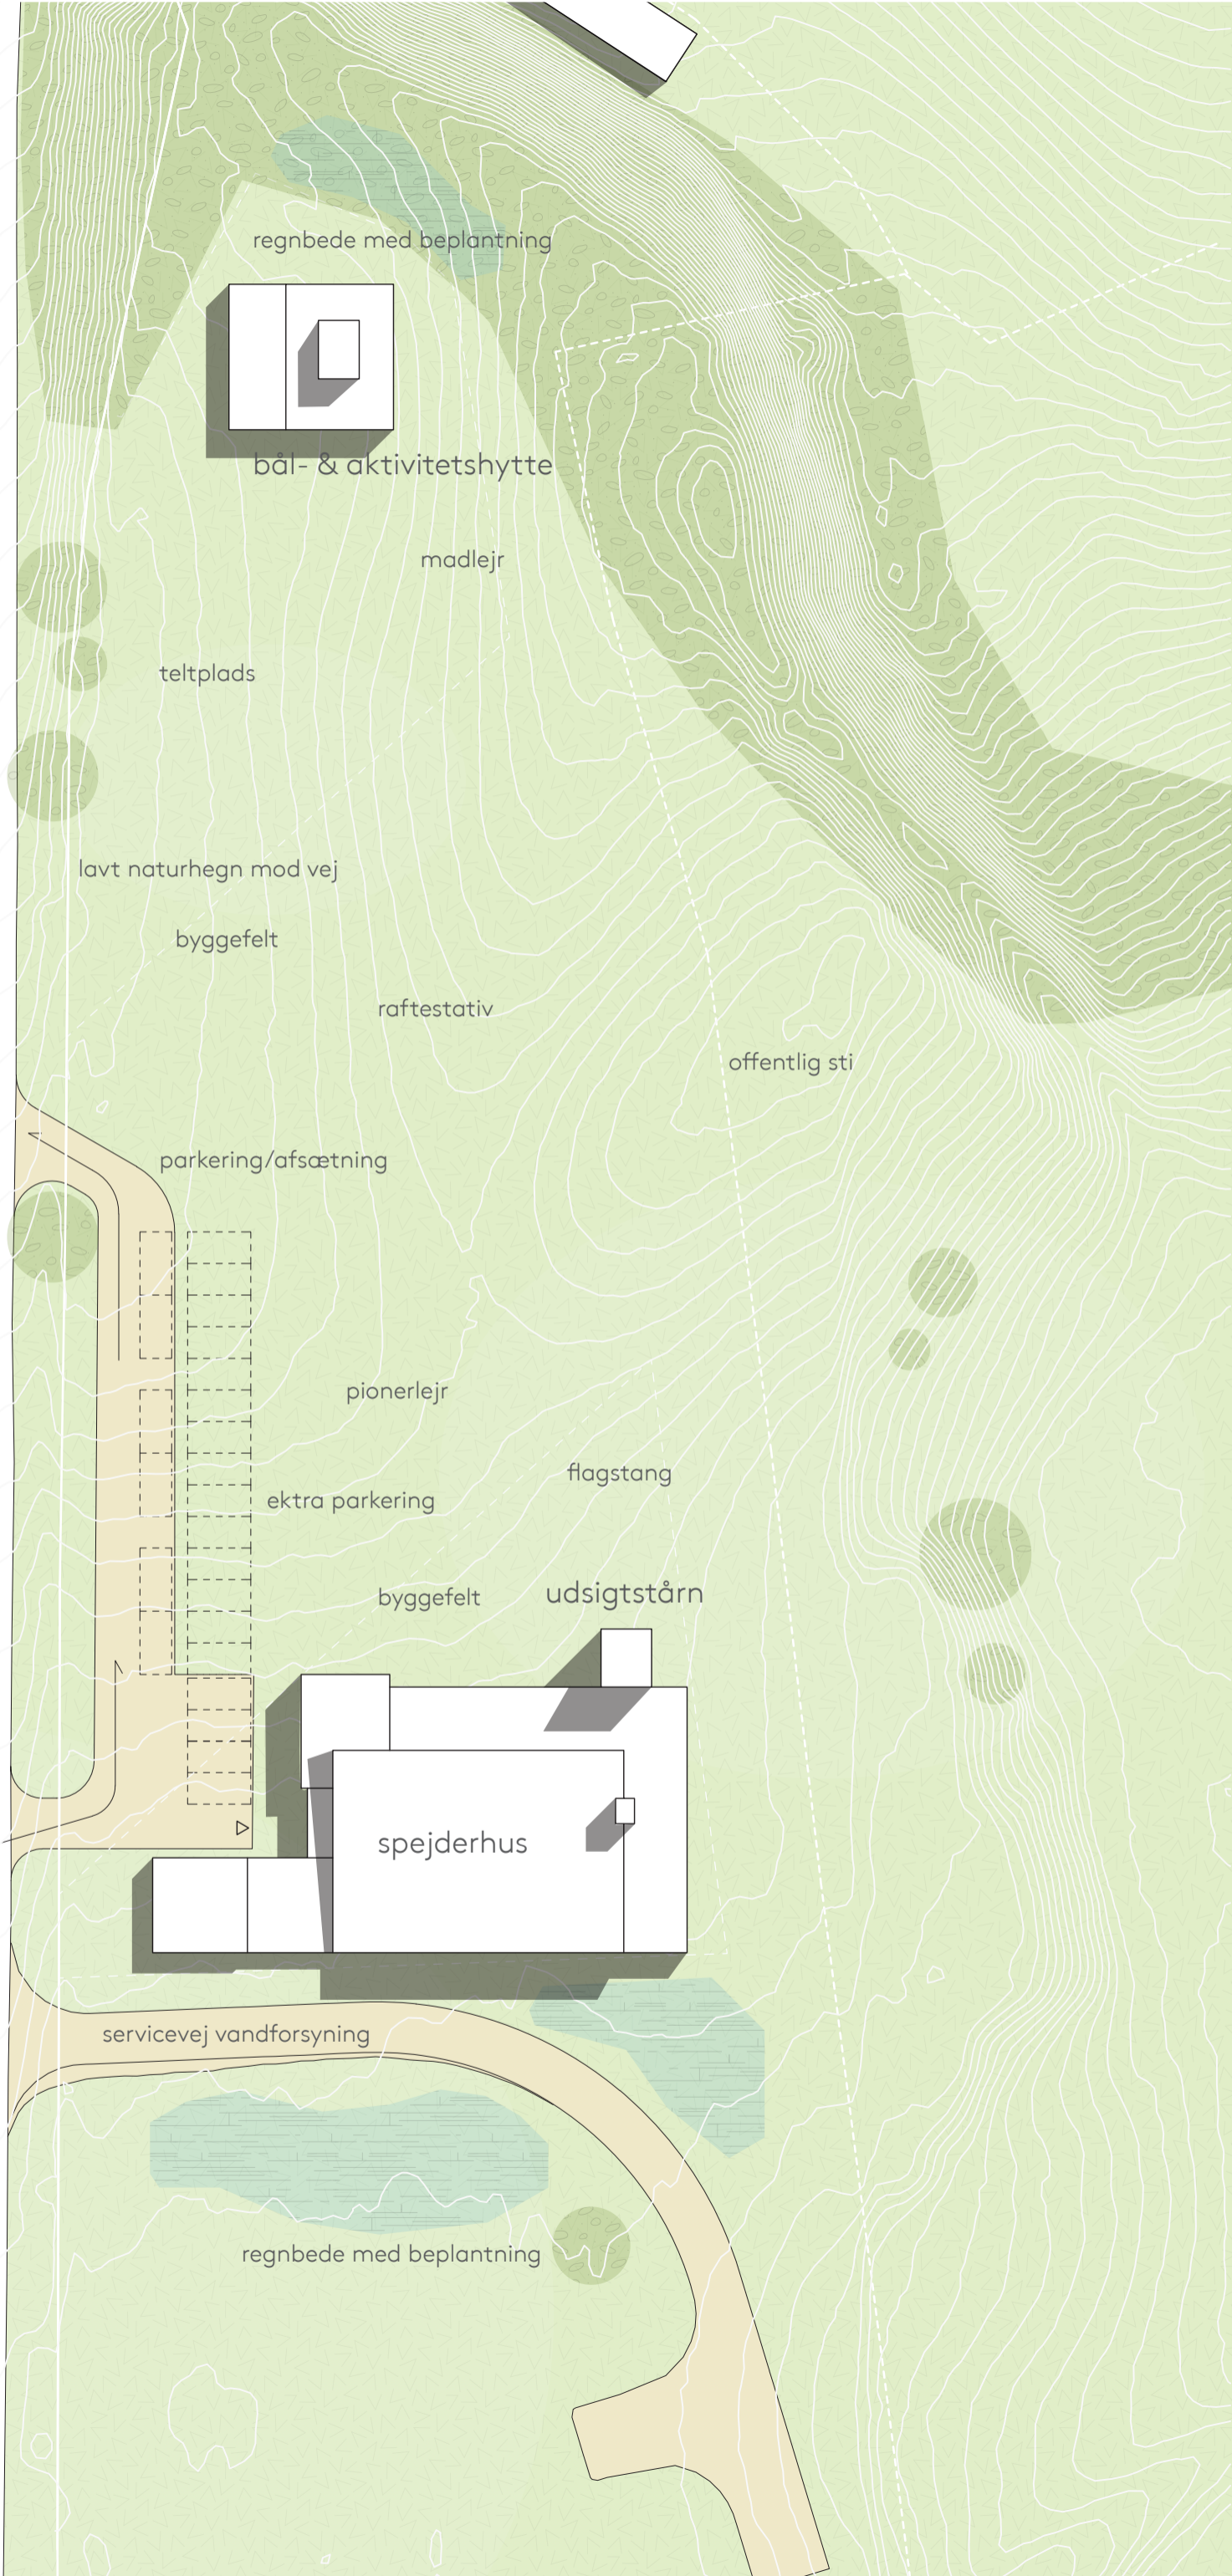 regnbede med beplantning
bål- & aktivitetshytte
madlejr
teltplads
lavt naturhegn mod vej
byggefelt
raftestativ
offentlig sti
parkering/afsætning
pionerlejr
flagstang
ektra parkering
udsigtstårn
byggefelt
spejderhus
servicevej vandforsyning
regnbede med beplantning